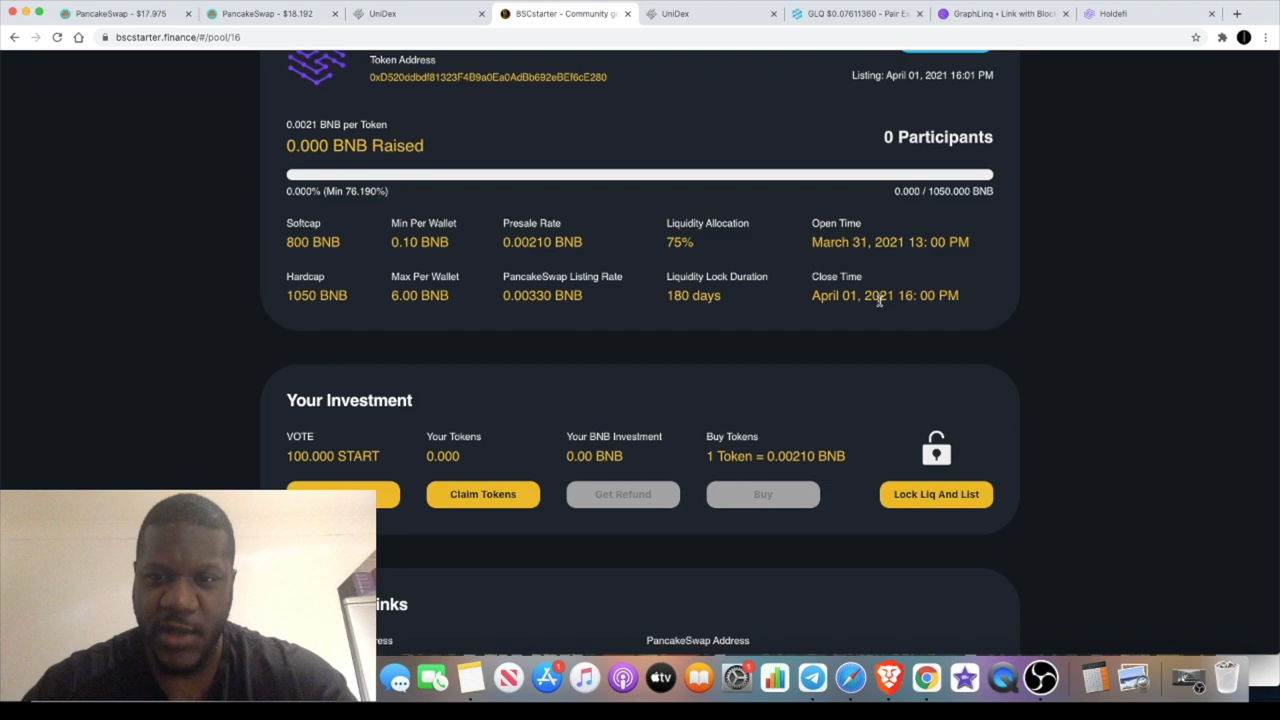 PancakeSwap - $17.975
PancakeSwap - $18.192
UniDex
BSCstarter - Community g
UniDex
GLQ $0.07611360 - Pair Ex
GraphLinq • Link with Block
Holdefi
bscstarter.finance/#/pool/16
Token Address
0xD520ddbdf81323F4B9a0Ea0AdBb692eBEf6cE280
Listing: April 01, 2021 16:01 PM
0.0021 BNB per Token
0.000 BNB Raised
0 Participants
0.000% (Min 76.190%)
0.000 / 1050.000 BNB
Softcap
Min Per Wallet
Presale Rate
Liquidity Allocation
Open Time
800 BNB
0.10 BNB
0.00210 BNB
75%
March 31, 2021 13: 00 PM
Hardcap
Max Per Wallet
PancakeSwap Listing Rate
Liquidity Lock Duration
Close Time
1050 BNB
6.00 BNB
0.00330 BNB
180 days
April 01, 2021 16: 00 PM
Your Investment
VOTE
Your Tokens
Your BNB Investment
Buy Tokens
100.000 START
0.000
0.00 BNB
1 Token = 0.00210 BNB
Claim Tokens
Get Refund
Buy
Lock Liq And List
inks
ress
PancakeSwap Address
tv